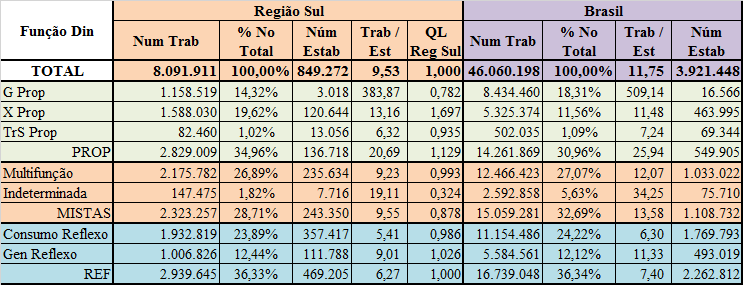 Função Din Região Sul Brasil
Num Trab % No Total Núm Estab Trab / Est QL Reg Sul Num Trab % No Total Trab / Est Núm Estab
TOTAL 8.091.911 100,00% 849.272 9,53 1,000 46.060.198 100,00% 11,75 3.921.448
G Prop 1.158.519 14,32% 3.018 383,87 0,782 8.434.460 18,31% 509,14 16.566
X Prop 1.588.030 19,62% 120.644 13,16 1,697 5.325.374 11,56% 11,48 463.995
TrS Prop 82.460 1,02% 13.056 6,32 0,935 502.035 1,09% 7,24 69.344
PROP 2.829.009 34,96% 136.718 20,69 1,129 14.261.869 30,96% 25,94 549.905
Multifunção 2.175.782 26,89% 235.634 9,23 0,993 12.466.423 27,07% 12,07 1.033.022
Indeterminada 147.475 1,82% 7.716 19,11 0,324 2.592.858 5,63% 34,25 75.710
MISTAS 2.323.257 28,71% 243.350 9,55 0,878 15.059.281 32,69% 13,58 1.108.732
Consumo Reflexo 1.932.819 23,89% 357.417 5,41 0,986 11.154.486 24,22% 6,30 1.769.793
Gen Reflexo 1.006.826 12,44% 111.788 9,01 1,026 5.584.561 12,12% 11,33 493.019
REF 2.939.645 36,33% 469.205 6,27 1,000 16.739.048 36,34% 7,40 2.262.812